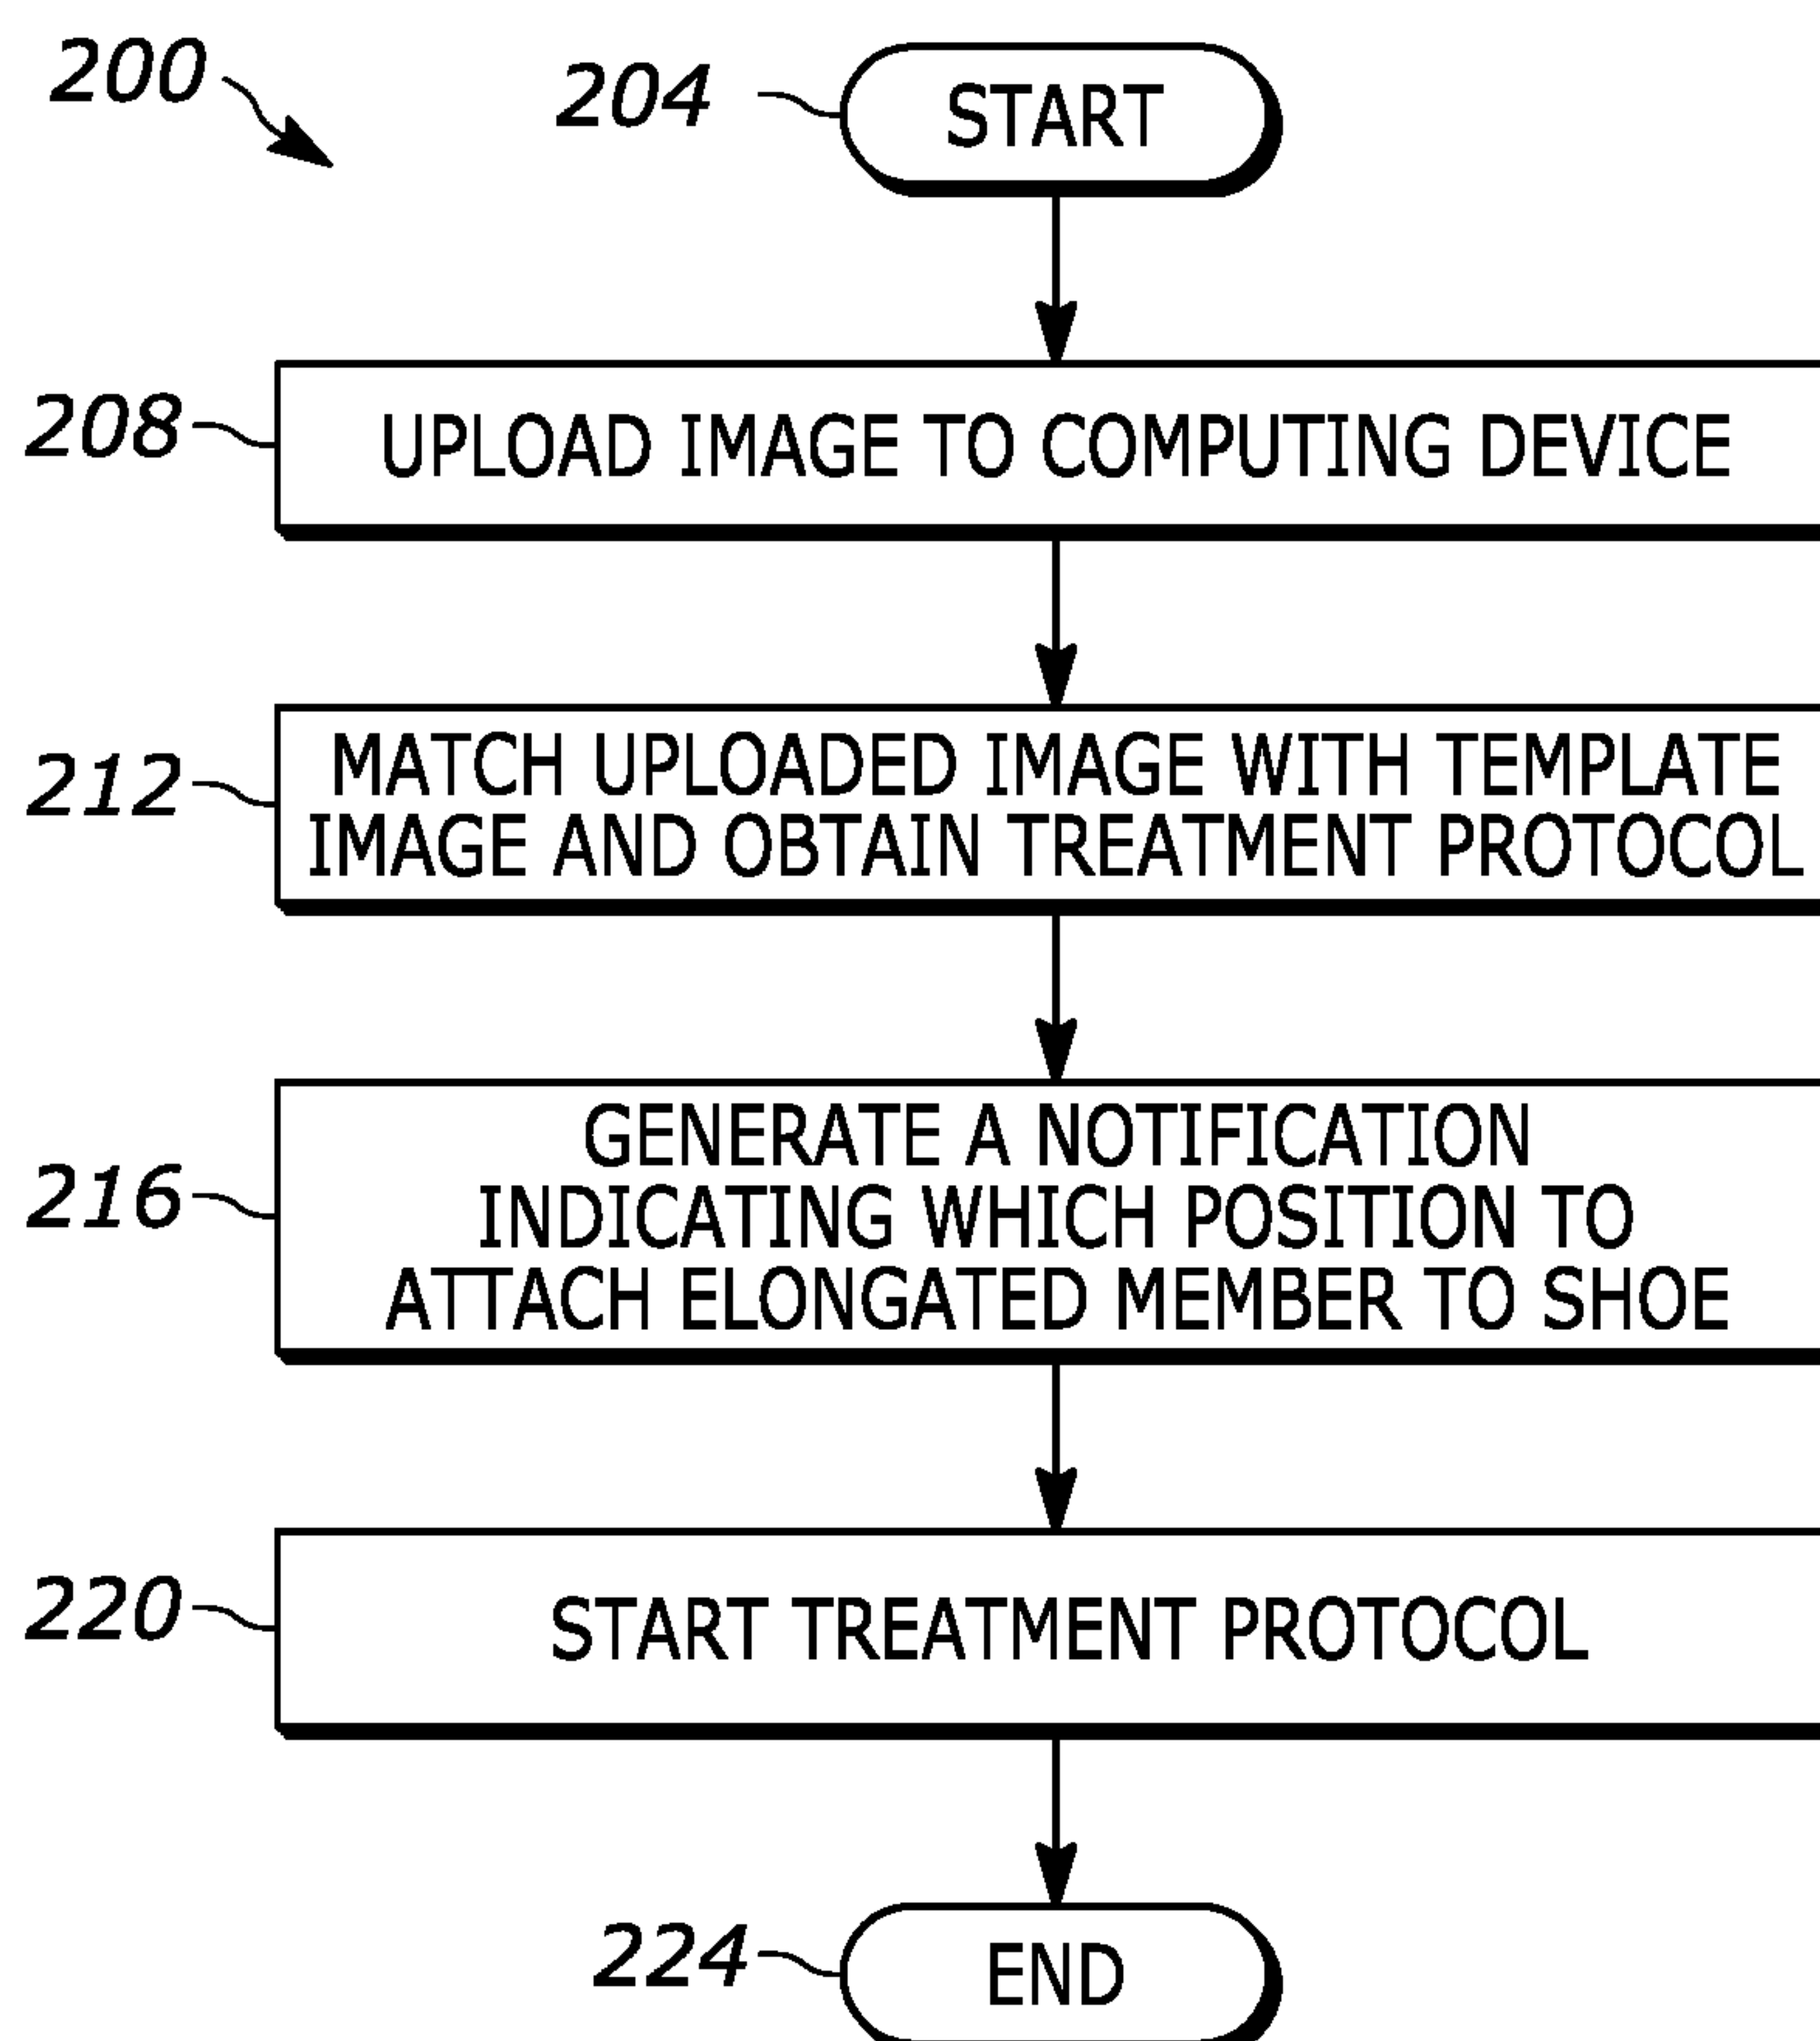 200
204
START
208
UPLOAD IMAGE TO COMPUTING DEVICE
212
MATCH UPLOADED IMAGE WITH TEMPLATE
IMAGE AND OBTAIN TREATMENT PROTOCOL
216
GENERATE A NOTIFICATION
INDICATING WHICH POSITION TO
ATTACH ELONGATED MEMBER TO SHOE
220
START TREATMENT PROTOCOL
224
END